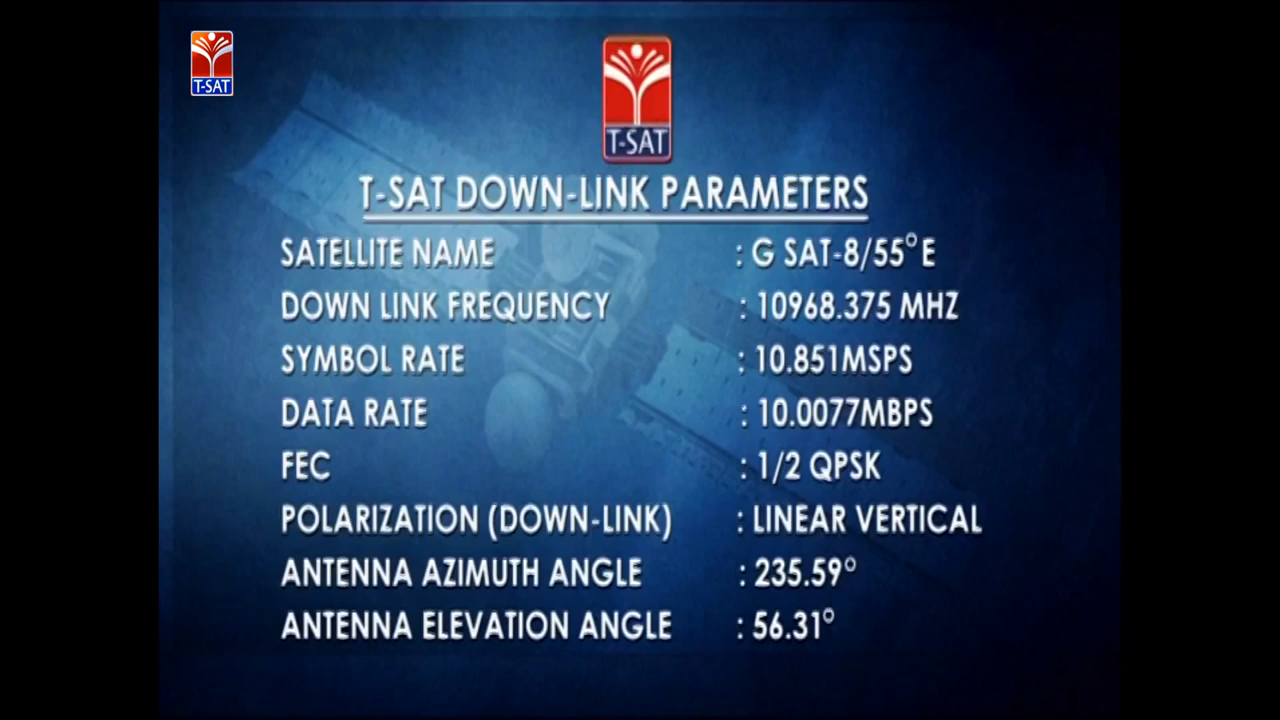 T-SAT
T-SAT
T-SAT DOWN-LINK PARAMETERS
SATELLITE NAME : G SAT-8/55° E
DOWN LINK FREQUENCY : 10968.375 MHZ
SYMBOL RATE : 10.851MSPS
DATA RATE : 10.0077MBPS
FEC : 1/2 QPSK
POLARIZATION (DOWN-LINK) : LINEAR VERTICAL
ANTENNA AZIMUTH ANGLE : 235.59°
ANTENNA ELEVATION ANGLE : 56.31°